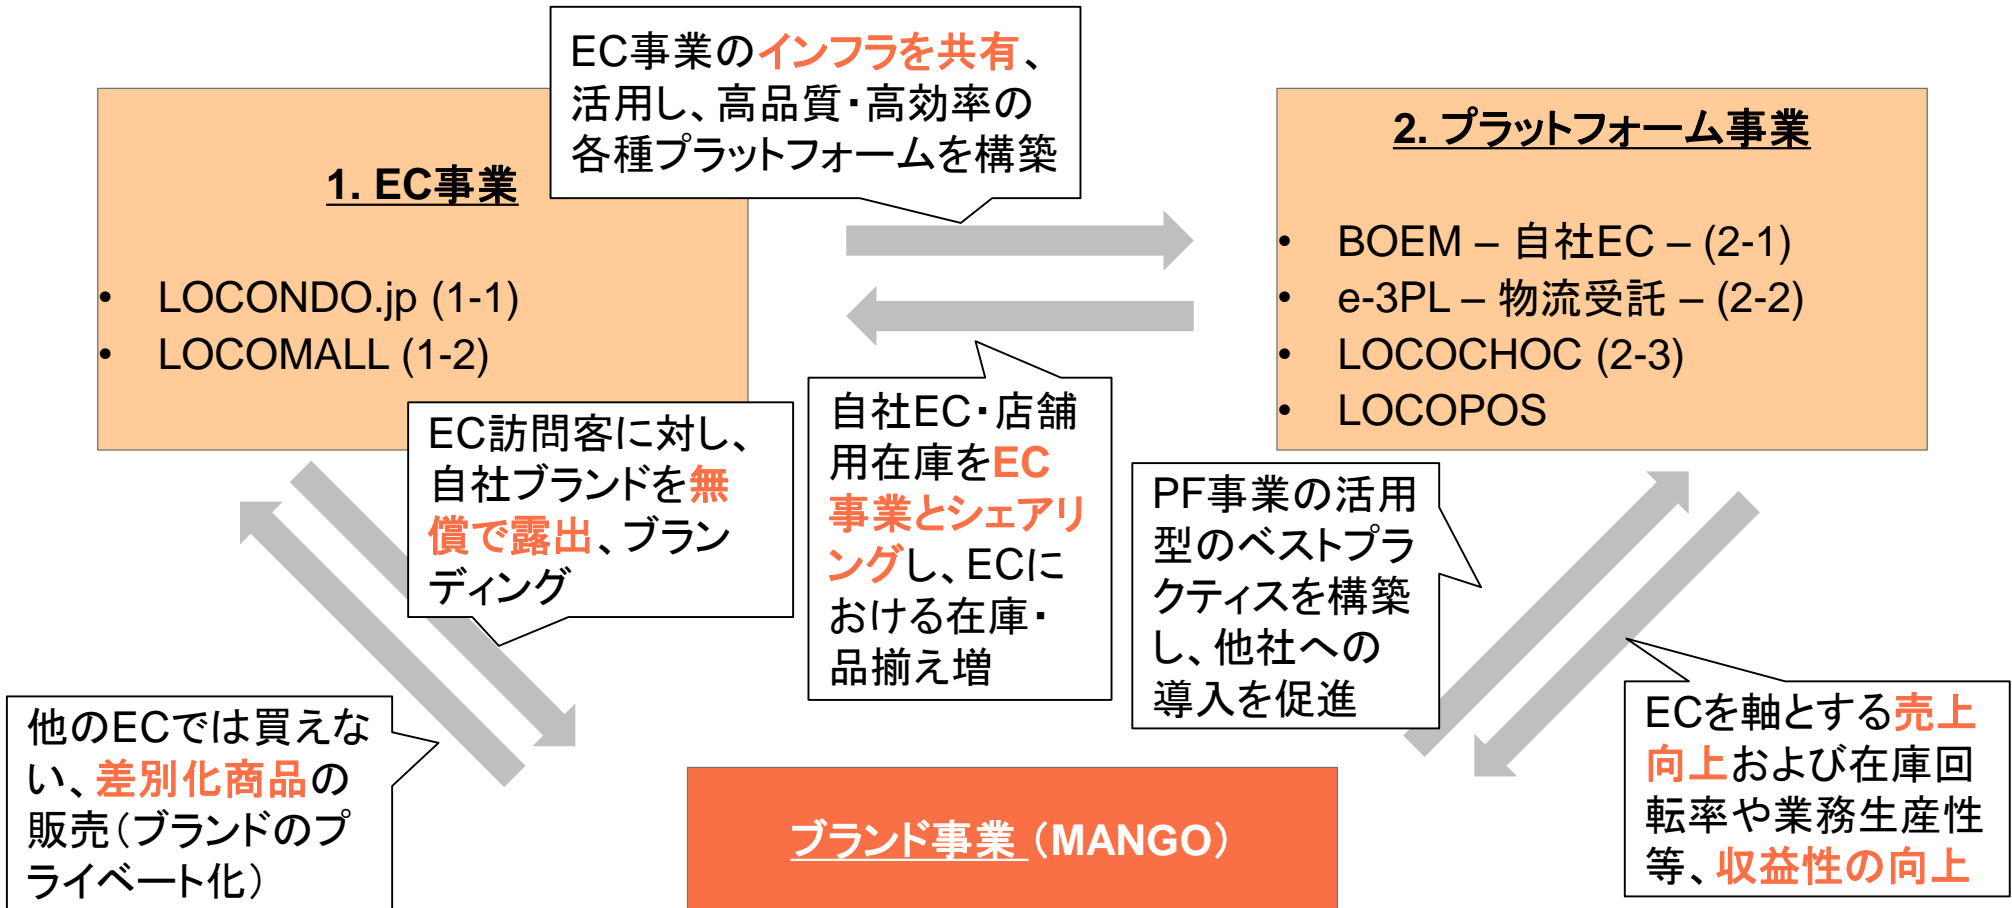 EC事業のインフラを共有、
活用し、高品質・高効率の
各種プラットフォームを構築
1. EC事業
• LOCONDO.jp (1-1)
• LOCOMALL (1-2)
2. プラットフォーム事業
• BOEM – 自社EC – (2-1)
• e-3PL – 物流受託 – (2-2)
• LOCOCHOC (2-3)
• LOCOPOS
EC訪問客に対し、
自社ブランドを無
償で露出、ブラン
ディング
自社EC・店舗
用在庫をEC
事業とシェアリ
ングし、ECに
おける在庫・
品揃え増
PF事業の活用
型のベストプラ
クティスを構築
し、他社への
導入を促進
他のECでは買えな
い、差別化商品の
販売（ブランドのプ
ライベート化）
ECを軸とする売上
向上および在庫回
転率や業務生産性
等、収益性の向上
ブランド事業（MANGO）